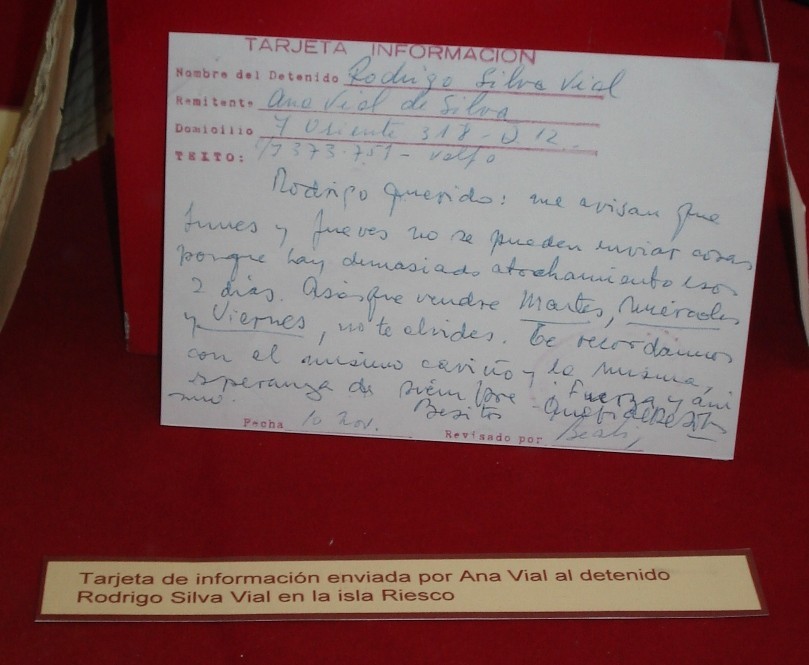 TARJETA INFORMACION
Nombre del Detenido Rodrigo Silva Vial
Remitente Ana Vial de Silva
Domicilio 7 Oriente 318 - D. 12
TEXTO: 373.751 - Valpo
Rodrigo Querido: me avisan que
lunes y jueves no se pueden enviar cosas
porque hay demasiado atochamiento esos
2 días. Así que vendré Martes, Miércoles
y Viernes, no te olvides. Te recordamos
con el mismo cariño y la misma,
esperanza de siempre. Fuerza y áni
mo. Besitos
Fecha 10 Nov. Revisado por
Tarjeta de información enviada por Ana Vial al detenido
Rodrigo Silva Vial en la isla Riesco